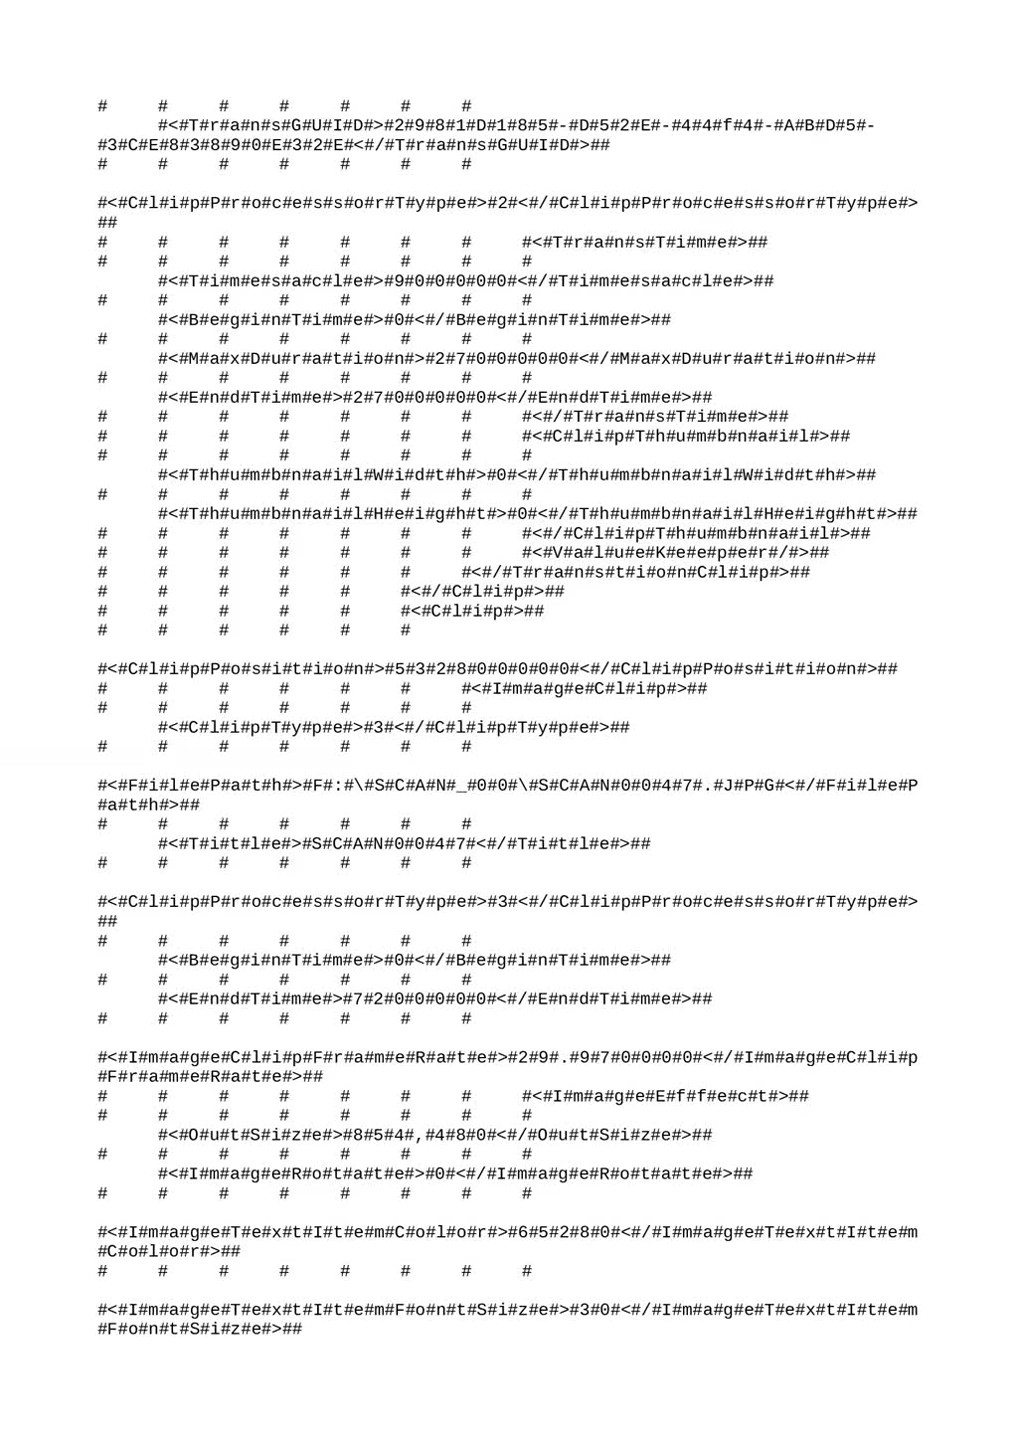 #     #     #     #     #     #     #
      #<#T#r#a#n#s#G#U#I#D#>#2#9#8#1#D#1#8#5#-#D#5#2#E#-#4#4#f#4#-#A#B#D#5#-
#3#C#E#8#3#8#9#0#E#3#2#E#<#/#T#r#a#n#s#G#U#I#D#>##
#     #     #     #     #     #     #
#<#C#l#i#p#P#r#o#c#e#s#s#o#r#T#y#p#e#>#2#<#/#C#l#i#p#P#r#o#c#e#s#s#o#r#T#y#p#e#>
##
#     #     #     #     #     #     #     #<#T#r#a#n#s#T#i#m#e#>##
#     #     #     #     #     #     #     #
      #<#T#i#m#e#s#a#c#l#e#>#9#0#0#0#0#0#<#/#T#i#m#e#s#a#c#l#e#>##
#     #     #     #     #     #     #     #
      #<#B#e#g#i#n#T#i#m#e#>#0#<#/#B#e#g#i#n#T#i#m#e#>##
#     #     #     #     #     #     #     #
      #<#M#a#x#D#u#r#a#t#i#o#n#>#2#7#0#0#0#0#0#<#/#M#a#x#D#u#r#a#t#i#o#n#>##
#     #     #     #     #     #     #     #
      #<#E#n#d#T#i#m#e#>#2#7#0#0#0#0#0#<#/#E#n#d#T#i#m#e#>##
#     #     #     #     #     #     #     #<#/#T#r#a#n#s#T#i#m#e#>##
#     #     #     #     #     #     #     #<#C#l#i#p#T#h#u#m#b#n#a#i#l#>##
#     #     #     #     #     #     #     #
      #<#T#h#u#m#b#n#a#i#l#W#i#d#t#h#>#0#<#/#T#h#u#m#b#n#a#i#l#W#i#d#t#h#>##
#     #     #     #     #     #     #     #
      #<#T#h#u#m#b#n#a#i#l#H#e#i#g#h#t#>#0#<#/#T#h#u#m#b#n#a#i#l#H#e#i#g#h#t#>##
#     #     #     #     #     #     #     #<#/#C#l#i#p#T#h#u#m#b#n#a#i#l#>##
#     #     #     #     #     #     #     #<#V#a#l#u#e#K#e#e#p#e#r#/#>##
#     #     #     #     #     #     #<#/#T#r#a#n#s#t#i#o#n#C#l#i#p#>##
#     #     #     #     #     #<#/#C#l#i#p#>##
#     #     #     #     #     #<#C#l#i#p#>##
#     #     #     #     #     #
#<#C#l#i#p#P#o#s#i#t#i#o#n#>#5#3#2#8#0#0#0#0#0#<#/#C#l#i#p#P#o#s#i#t#i#o#n#>##
#     #     #     #     #     #     #<#I#m#a#g#e#C#l#i#p#>##
#     #     #     #     #     #     #
      #<#C#l#i#p#T#y#p#e#>#3#<#/#C#l#i#p#T#y#p#e#>##
#     #     #     #     #     #     #
#<#F#i#l#e#P#a#t#h#>#F#:#\#S#C#A#N#_#0#0#\#S#C#A#N#0#0#4#7#.#J#P#G#<#/#F#i#l#e#P
#a#t#h#>##
#     #     #     #     #     #     #
      #<#T#i#t#l#e#>#S#C#A#N#0#0#4#7#<#/#T#i#t#l#e#>##
#     #     #     #     #     #     #
#<#C#l#i#p#P#r#o#c#e#s#s#o#r#T#y#p#e#>#3#<#/#C#l#i#p#P#r#o#c#e#s#s#o#r#T#y#p#e#>
##
#     #     #     #     #     #     #
      #<#B#e#g#i#n#T#i#m#e#>#0#<#/#B#e#g#i#n#T#i#m#e#>##
#     #     #     #     #     #     #
      #<#E#n#d#T#i#m#e#>#7#2#0#0#0#0#0#<#/#E#n#d#T#i#m#e#>##
#     #     #     #     #     #     #
#<#I#m#a#g#e#C#l#i#p#F#r#a#m#e#R#a#t#e#>#2#9#.#9#7#0#0#0#0#<#/#I#m#a#g#e#C#l#i#p
#F#r#a#m#e#R#a#t#e#>##
#     #     #     #     #     #     #     #<#I#m#a#g#e#E#f#f#e#c#t#>##
#     #     #     #     #     #     #     #
      #<#O#u#t#S#i#z#e#>#8#5#4#,#4#8#0#<#/#O#u#t#S#i#z#e#>##
#     #     #     #     #     #     #     #
      #<#I#m#a#g#e#R#o#t#a#t#e#>#0#<#/#I#m#a#g#e#R#o#t#a#t#e#>##
#     #     #     #     #     #     #     #
#<#I#m#a#g#e#T#e#x#t#I#t#e#m#C#o#l#o#r#>#6#5#2#8#0#<#/#I#m#a#g#e#T#e#x#t#I#t#e#m
#C#o#l#o#r#>##
#     #     #     #     #     #     #     #
#<#I#m#a#g#e#T#e#x#t#I#t#e#m#F#o#n#t#S#i#z#e#>#3#0#<#/#I#m#a#g#e#T#e#x#t#I#t#e#m
#F#o#n#t#S#i#z#e#>##